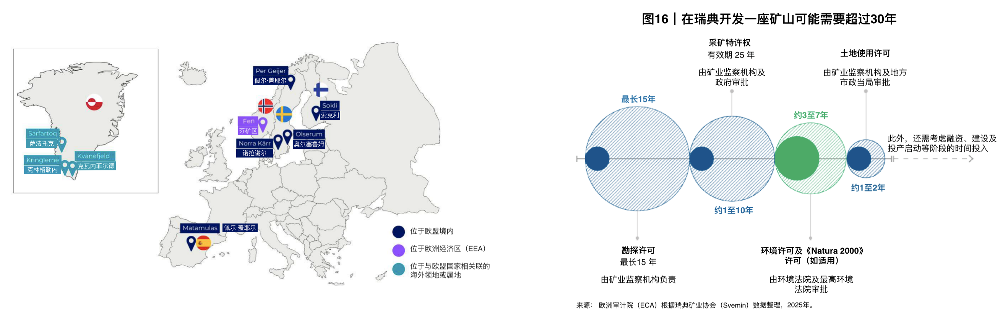 Per Geijer
佩尔·盖耶尔
Sokli
索克利
Fen
芬矿区
Olserum
奥尔塞鲁姆
Norra Kärr
诺拉谢尔
Sarfartoq
萨法托克
Kvanefjeld
克瓦内菲尔德
Kringlerne
克林格勒内
Matamulas
佩尔·盖耶尔
位于欧盟境内
位于欧洲经济区（EEA）
位于与欧盟国家相关联的
海外领地或属地
图16｜在瑞典开发一座矿山可能需要超过30年
采矿特许权
有效期 25 年
由矿业监察机构及
政府审批
土地使用许可
由矿业监察机构及地方
市政当局审批
最长15年
约3至7年
此外，还需考虑融资、建设及
投产启动等阶段的时间投入
约1至2年
约1至10年
勘探许可
最长15 年
由矿业监察机构负责
环境许可及《Natura 2000》
许可（如适用）
由环境法院及最高环境
法院审批
来源： 欧洲审计院（ECA）根据瑞典矿业协会（Svemin）数据整理，2025年。